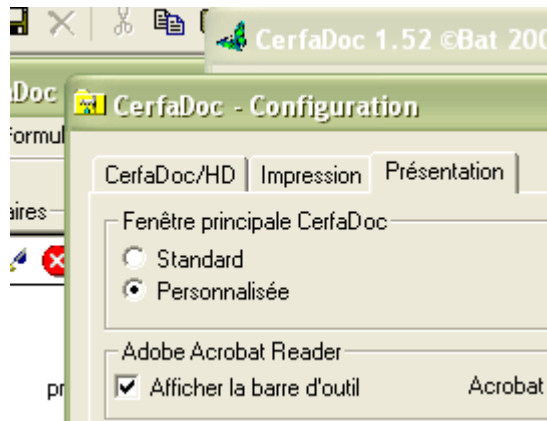 CerfaDoc 1.52 ©Bat 200
Doc
CerfaDoc - Configuration
Formul
CerfaDoc/HD Impression Présentation
aires
Fenêtre principale CerfaDoc
Standard
Personnalisée
Adobe Acrobat Reader
pr
Afficher la barre d'outil Acrobat